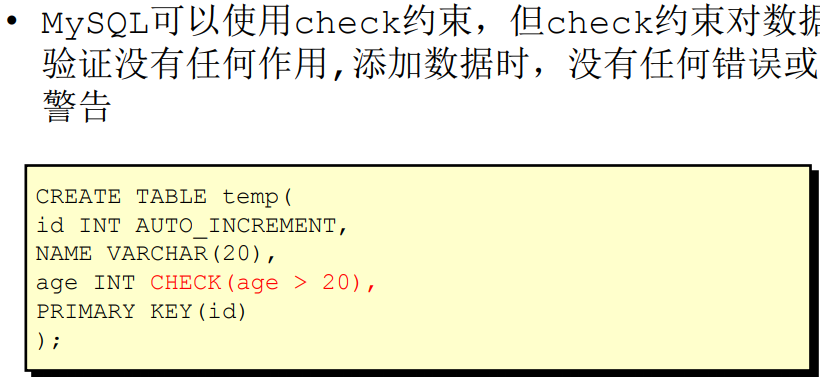 • MySQL可以使用check约束，但check约束对数据
验证没有任何作用,添加数据时，没有任何错误或
警告
CREATE TABLE temp(
id INT AUTO_INCREMENT,
NAME VARCHAR(20),
age INT CHECK(age > 20),
PRIMARY KEY(id)
);